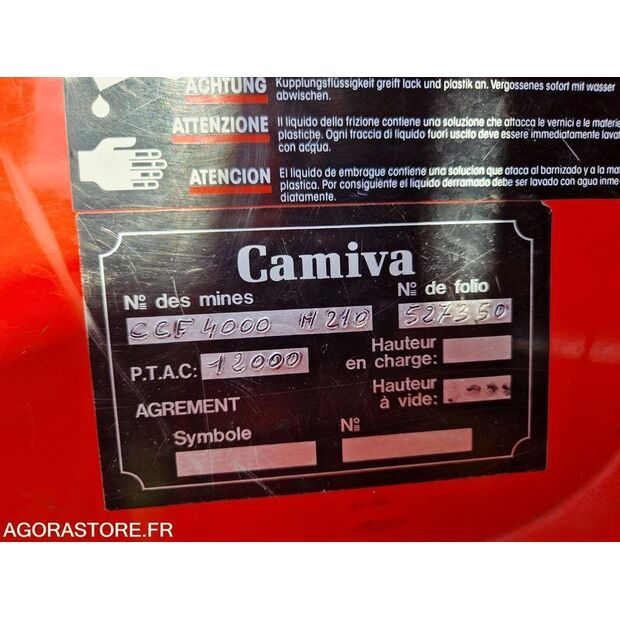 ACHTUNG Kupplungsflüssigkeit greift lack und plastik an. Vergossenes sofort mit wasser
abwischen.
ATTENZIONE Il liquido della frizione contiene una soluzione che attacca le vernici e le materie
plastiche. Ogni traccia di liquido fuori uscito deve essere immediatamente lavat
con acqua.
ATENCION El liquido de embrague contiene una solucion que ataca al barnizado y a la mat
plastica. Por consiguiente el liquido derramado debe ser lavado con agua inme-
diatamente.
Camiva
Nº des mines Nº de folio
CCF 4000 M 210 527350
P.T.A.C: 12000 Hauteur
en charge:
AGREMENT Hauteur
à vide:
Symbole Nº
AGORASTORE.FR